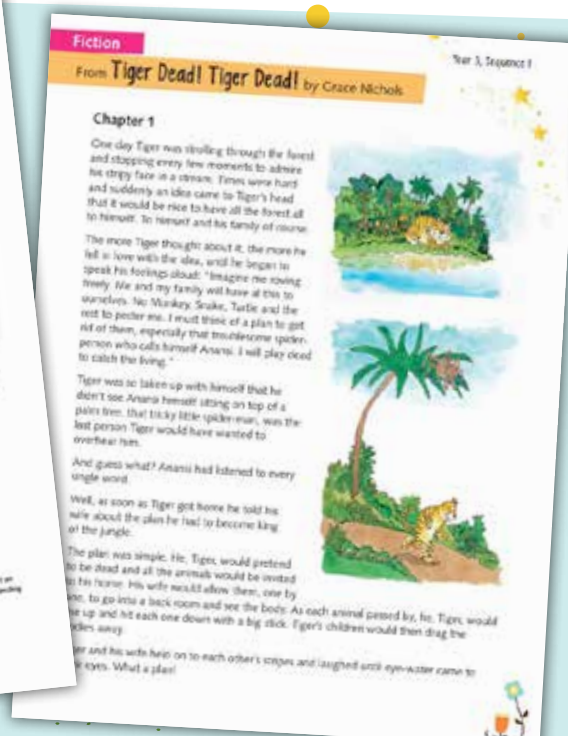 Fiction
Year 3, Sequence 1
From Tiger Dead! Tiger Dead! by Grace Nichols
Chapter 1
One day Tiger was strolling through the forest
and stopping every few moments to admire
his stripy face in a stream. Times were hard
and suddenly an idea came to Tiger's head
that it would be nice to have all the forest all
to himself. To himself and his family of course.
The more Tiger thought about it, the more he
fell in love with the idea, until he began to
speak his feelings aloud: "Imagine me roving
freely. Me and my family will have all this to
ourselves. No Monkey, Snake, Turtle and the
rest to pester me. I must think of a plan to get
rid of them, especially that troublesome spider-
person who calls himself Anansi. I will play dead
to catch the living."
Tiger was so taken up with himself that he
didn't see Anansi himself sitting on top of a
palm tree. that tricky little spider-man, was the
last person Tiger would have wanted to
overhear him.
And guess what? Anansi had listened to every
single word.
Well, as soon as Tiger got home he told his
wife about the plan he had to become king
of the jungle.
The plan was simple. He, Tiger, would pretend
to be dead and all the animals would be invited
to his home. His wife would allow them, one by
one, to go into a back room and see the body. As each animal passed by, he, Tiger, would
up and hit each one down with a big stick. Tiger's children would then drag the
away.
and his wife held on to each other's stripes and laughed until eye-water came to
eyes. What a plan!